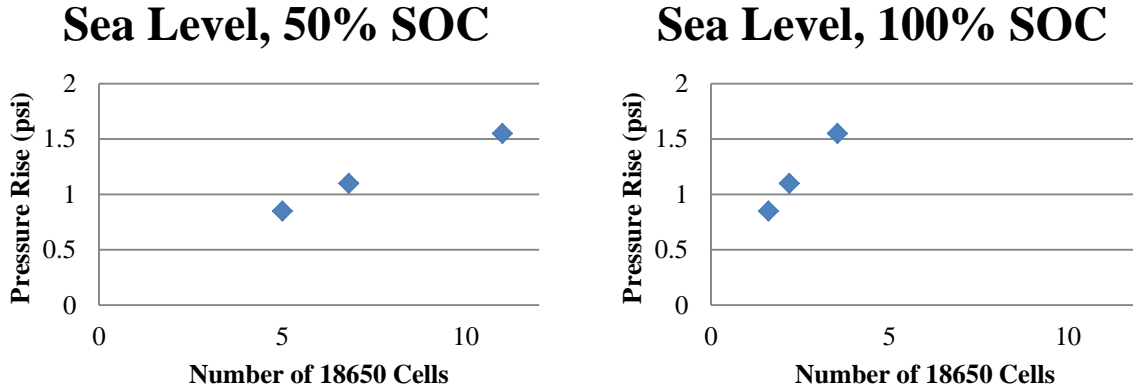 Sea Level, 50% SOC
Pressure Rise (psi)
2
1.5
1
0.5
0
0 5 10
Number of 18650 Cells
Sea Level, 100% SOC
Pressure Rise (psi)
2
1.5
1
0.5
0
0 5 10
Number of 18650 Cells